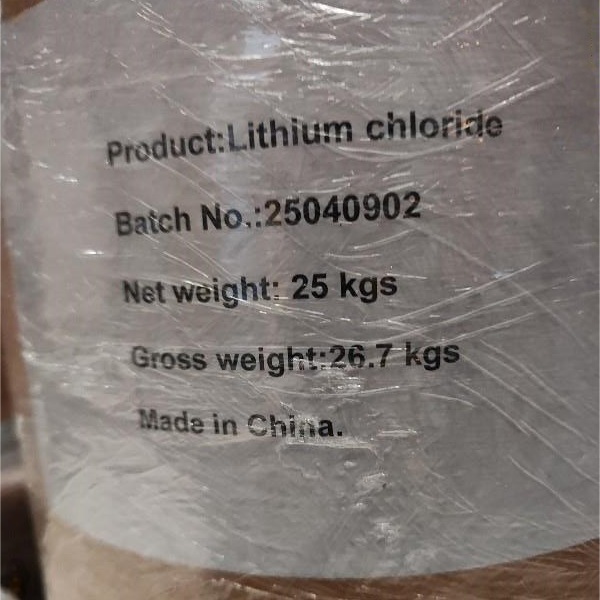 Product:Lithium chloride
Batch No.:25040902
Net weight: 25 kgs
Gross weight:26.7 kgs
Made in China.